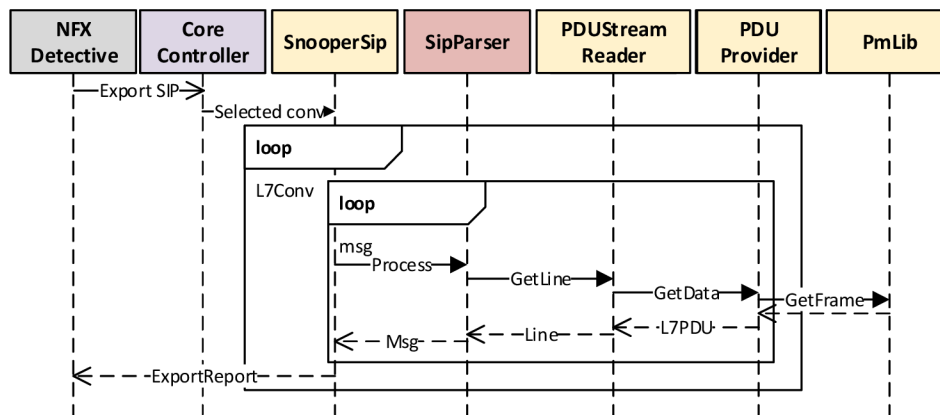 NFX
Detective
Core
Controller
SnooperSip
SipParser
PDUStream
Reader
PDU
Provider
PmLib
Export SIP
Selected conv
loop
L7Conv
loop
msg
Process
GetLine
GetData
GetFrame
L7PDU
Line
Msg
ExportReport